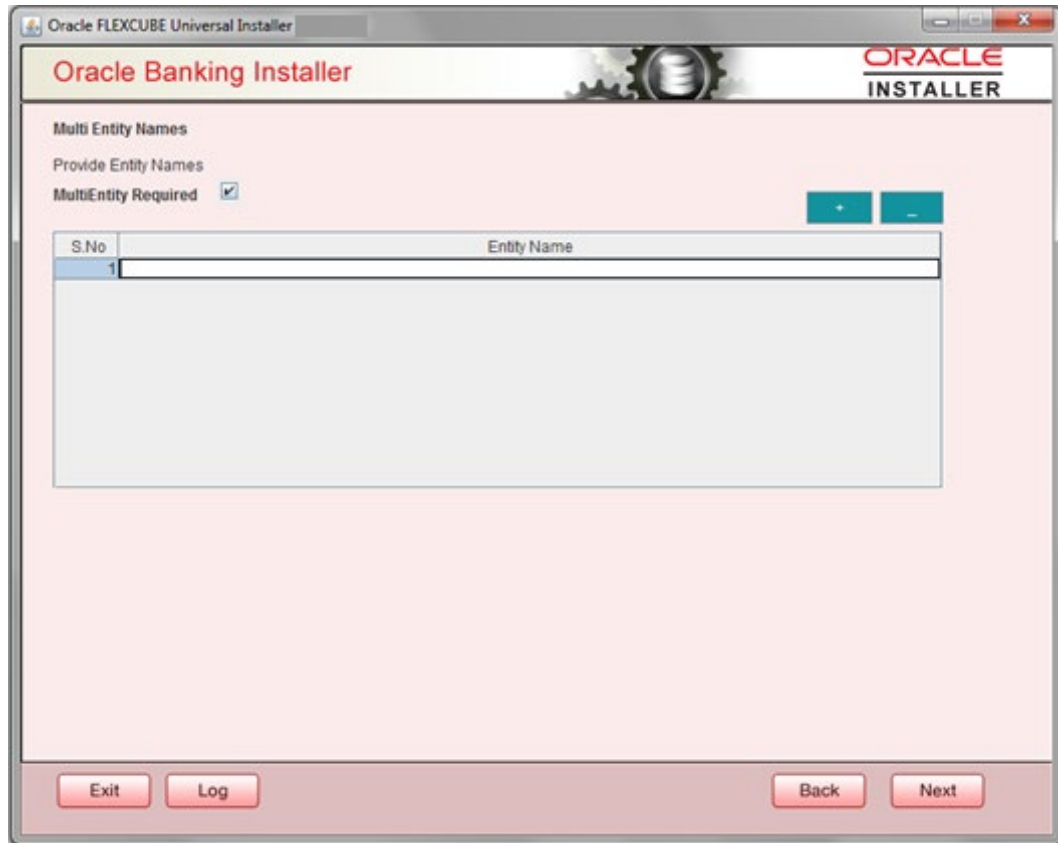 Oracle FLEXCUBE Universal Installer
Oracle Banking Installer
ORACLE
INSTALLER
Multi Entity Names
Provide Entity Names
MultiEntity Required
+ _
S.No Entity Name
1
Exit Log Back Next